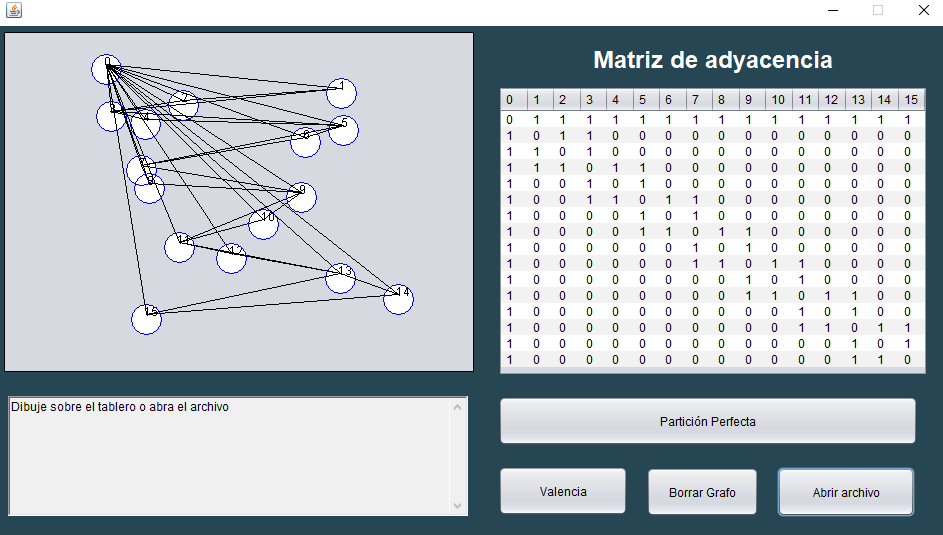 Matriz de adyacencia
0 1 2 3 4 5 6 7 8 9 10 11 12 13 14 15
0 1 1 1 1 1 1 1 1 1 1 1 1 1 1 1
1 0 1 1 0 0 0 0 0 0 0 0 0 0 0 0
1 1 0 1 0 0 0 0 0 0 0 0 0 0 0 0
1 1 1 0 1 1 0 0 0 0 0 0 0 0 0 0
1 0 0 1 0 1 0 0 0 0 0 0 0 0 0 0
1 0 0 1 1 0 1 1 0 0 0 0 0 0 0 0
1 0 0 0 0 1 0 1 0 0 0 0 0 0 0 0
1 0 0 0 0 1 1 0 1 1 0 0 0 0 0 0
1 0 0 0 0 0 0 1 0 1 0 0 0 0 0 0
1 0 0 0 0 0 0 1 1 0 1 1 0 0 0 0
1 0 0 0 0 0 0 0 0 1 0 1 0 0 0 0
1 0 0 0 0 0 0 0 0 1 1 0 1 1 0 0
1 0 0 0 0 0 0 0 0 0 0 1 0 1 0 0
1 0 0 0 0 0 0 0 0 0 0 1 1 0 1 1
1 0 0 0 0 0 0 0 0 0 0 0 0 1 0 1
1 0 0 0 0 0 0 0 0 0 0 0 0 1 1 0
0
1
4
5
6
9
10
11
12
13
14
15
Dibuje sobre el tablero o abra el archivo
Partición Perfecta
Valencia
Borrar Grafo
Abrir archivo